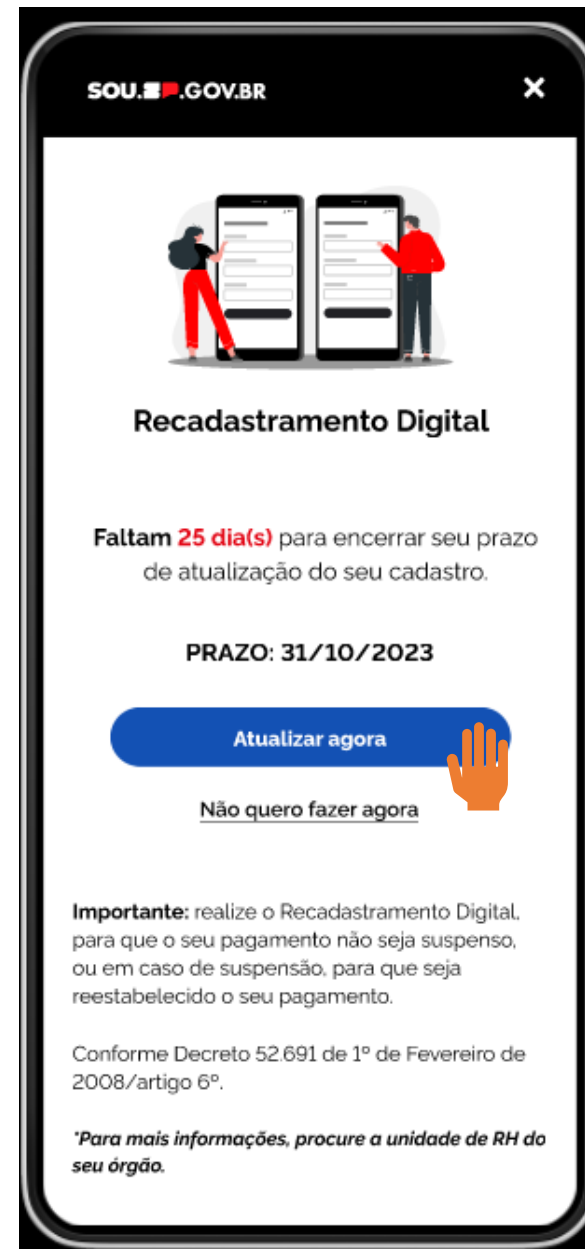 SOU.SP.GOV.BR
Recadastramento Digital
Faltam 25 dia(s) para encerrar seu prazo
de atualização do seu cadastro.
PRAZO: 31/10/2023
Atualizar agora
Não quero fazer agora
Importante: realize o Recadastramento Digital,
para que o seu pagamento não seja suspenso,
ou em caso de suspensão, para que seja
reestabelecido o seu pagamento.
Conforme Decreto 52.691 de 1º de Fevereiro de
2008/artigo 6º.
*Para mais informações, procure a unidade de RH do
seu órgão.